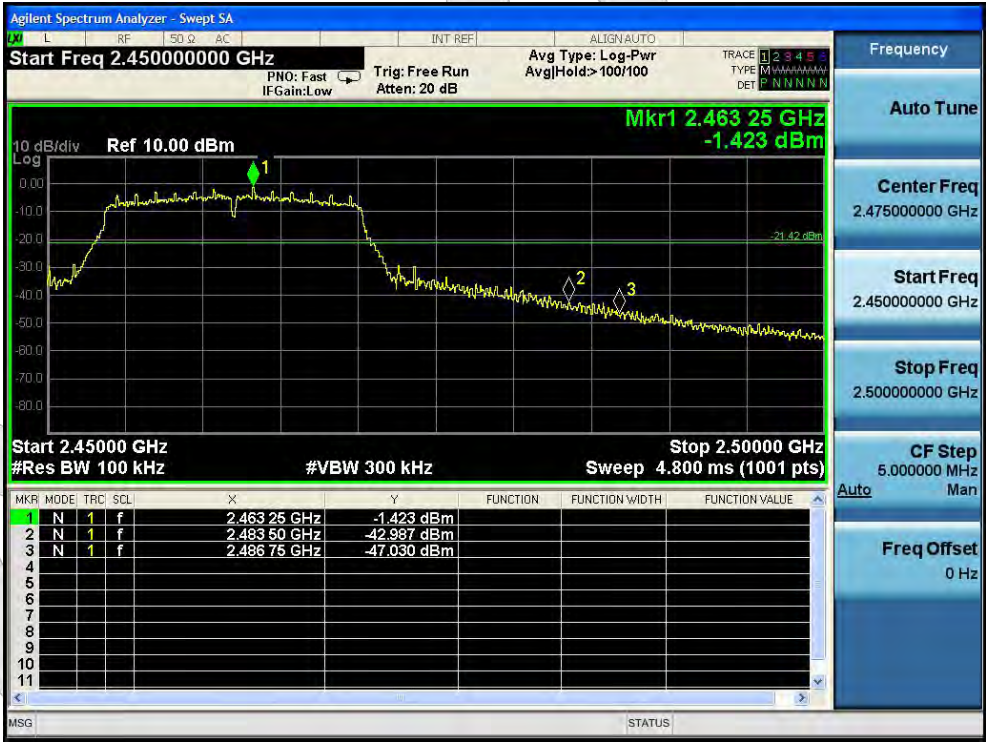 Agilent Spectrum Analyzer - Swept SA
LXI L RF 50 Ω AC INT REF ALIGNAUTO
Start Freq 2.450000000 GHz
PNO: Fast
IFGain:Low
Trig: Free Run
Atten: 20 dB
Avg Type: Log-Pwr
Avg|Hold:>100/100
TRACE 1 2 3 4 5 6
TYPE M
DET P N N N N N
Mkr1 2.463 25 GHz
-1.423 dBm
10 dB/div Ref 10.00 dBm
Log
1
0.00
-10.0
-20.0
-21.42 dBm
-30.0
2
3
-40.0
-50.0
-60.0
-70.0
-80.0
Start 2.45000 GHz Stop 2.50000 GHz
#Res BW 100 kHz #VBW 300 kHz Sweep 4.800 ms (1001 pts)
MKR MODE TRC SCL X Y FUNCTION FUNCTION WIDTH FUNCTION VALUE
1 N 1 f 2.463 25 GHz -1.423 dBm
2 N 1 f 2.483 50 GHz -42.987 dBm
3 N 1 f 2.486 75 GHz -47.030 dBm
4
5
6
7
8
9
10
11
MSG STATUS
Frequency
Auto Tune
Center Freq
2.475000000 GHz
Start Freq
2.450000000 GHz
Stop Freq
2.500000000 GHz
CF Step
5.000000 MHz
Auto Man
Freq Offset
0 Hz